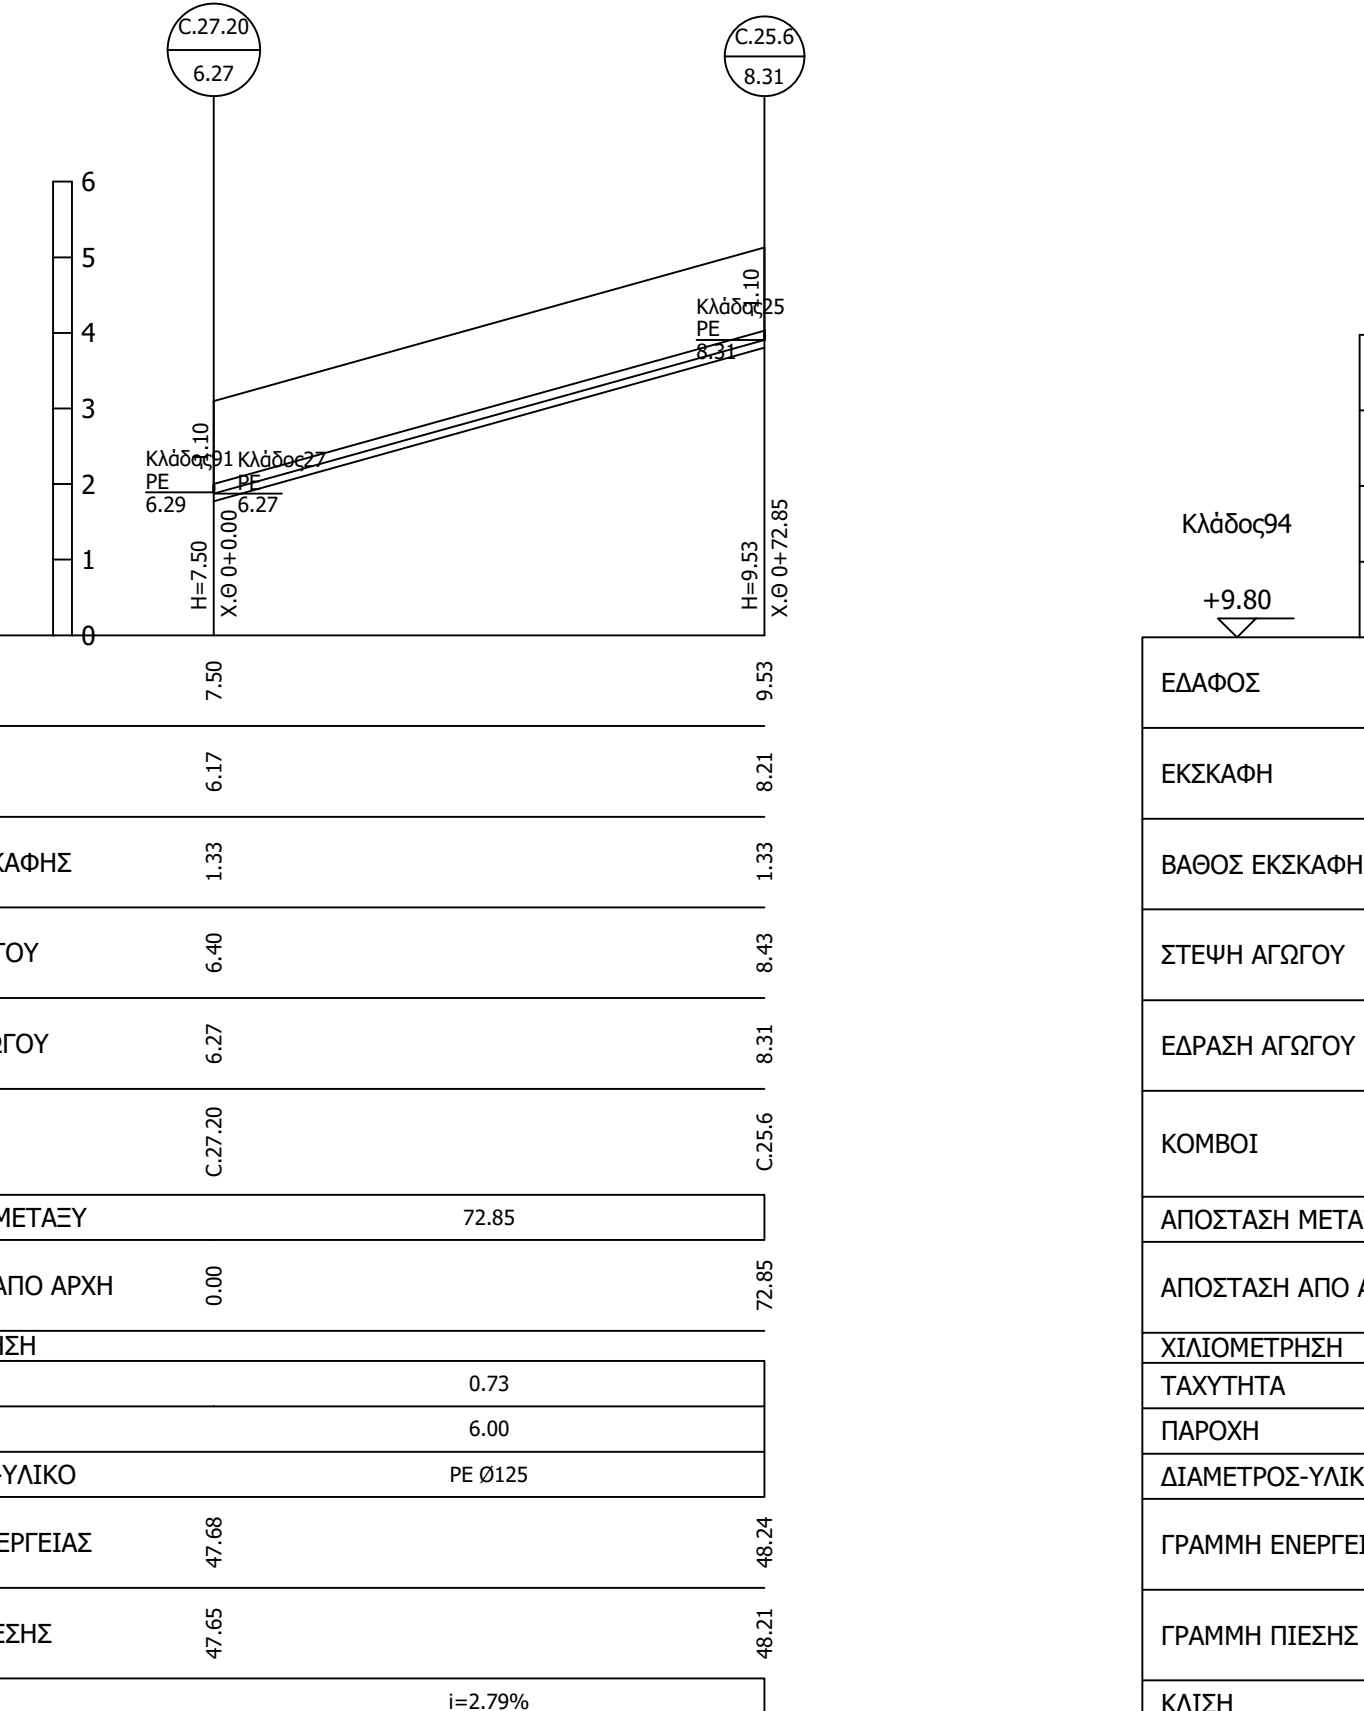 C.27.20
6.27
C.25.6
8.31
6
5
4
3
2
1
0
1.10
Κλάδος25
PE
8.31
1.10
Κλάδος91
PE
6.29
Κλάδος27
PE
6.27
H=7.50
Χ.Θ 0+0.00
H=9.53
Χ.Θ 0+72.85
7.50 9.53
6.17 8.21
ΚΑΦΗΣ 1.33 1.33
ΓΟΥ 6.40 8.43
ΩΓΟΥ 6.27 8.31
C.27.20 C.25.6
ΜΕΤΑΞΥ 72.85
ΑΠΟ ΑΡΧΗ 0.00 72.85
ΗΣΗ
0.73
6.00
-ΥΛΙΚΟ PE Ø125
ΕΡΓΕΙΑΣ 47.68 48.24
ΕΣΗΣ 47.65 48.21
i=2.79%
Κλάδος94
+9.80
ΕΔΑΦΟΣ
ΕΚΣΚΑΦΗ
ΒΑΘΟΣ ΕΚΣΚΑΦΗ
ΣΤΕΨΗ ΑΓΩΓΟΥ
ΕΔΡΑΣΗ ΑΓΩΓΟΥ
ΚΟΜΒΟΙ
ΑΠΟΣΤΑΣΗ ΜΕΤΑ
ΑΠΟΣΤΑΣΗ ΑΠΟ Α
ΧΙΛΙΟΜΕΤΡΗΣΗ
ΤΑΧΥΤΗΤΑ
ΠΑΡΟΧΗ
ΔΙΑΜΕΤΡΟΣ-ΥΛΙΚ
ΓΡΑΜΜΗ ΕΝΕΡΓΕΙ
ΓΡΑΜΜΗ ΠΙΕΣΗΣ
ΚΛΙΣΗ